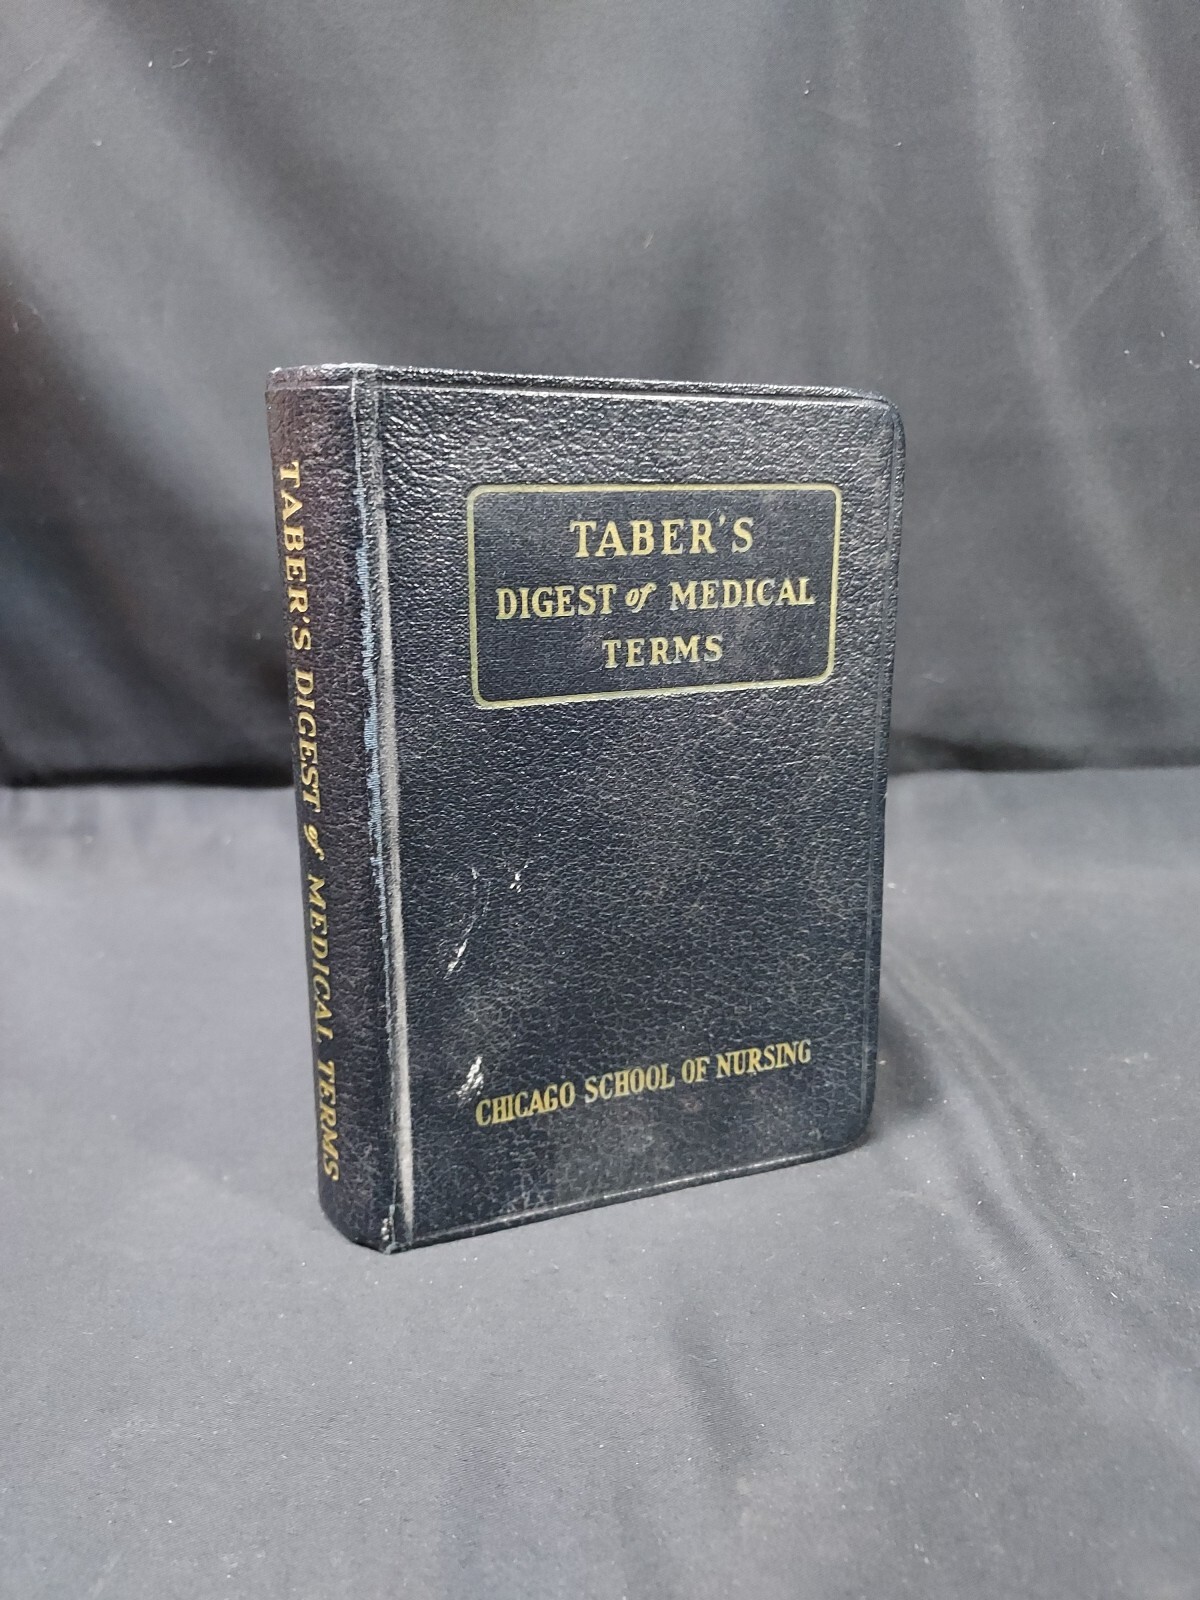 TABER'S DIGEST of MEDICAL TERMS
TABER'S
DIGEST of MEDICAL
TERMS
CHICAGO SCHOOL OF NURSING